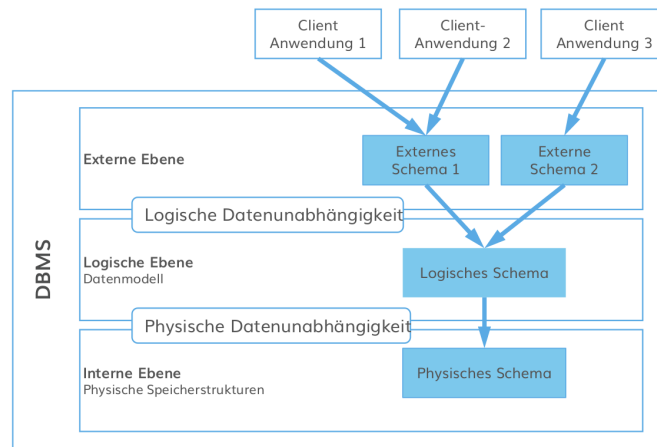 Client
Anwendung 1
Client-
Anwendung 2
Client
Anwendung 3
DBMS
Externe Ebene
Externes
Schema 1
Externe
Schema 2
Logische Datenunabhängigkeit
Logische Ebene
Datenmodell
Logisches Schema
Physische Datenunabhängigkeit
Interne Ebene
Physische Speicherstrukturen
Physisches Schema